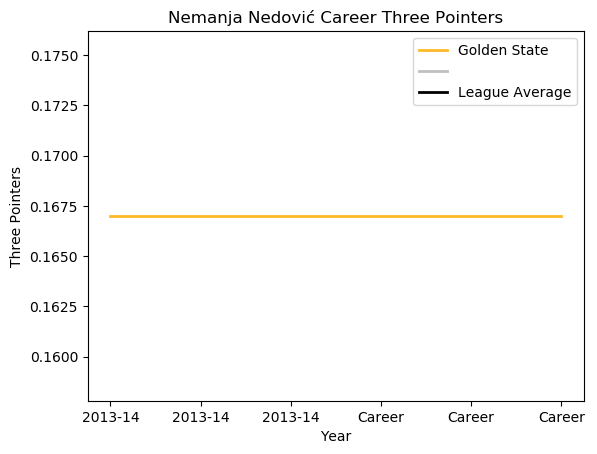 Nemanja Nedović Career Three Pointers
Golden State
League Average
0.1750
0.1725
0.1700
0.1675
0.1650
0.1625
0.1600
Three Pointers
2013-14 2013-14 2013-14 Career Career Career
Year